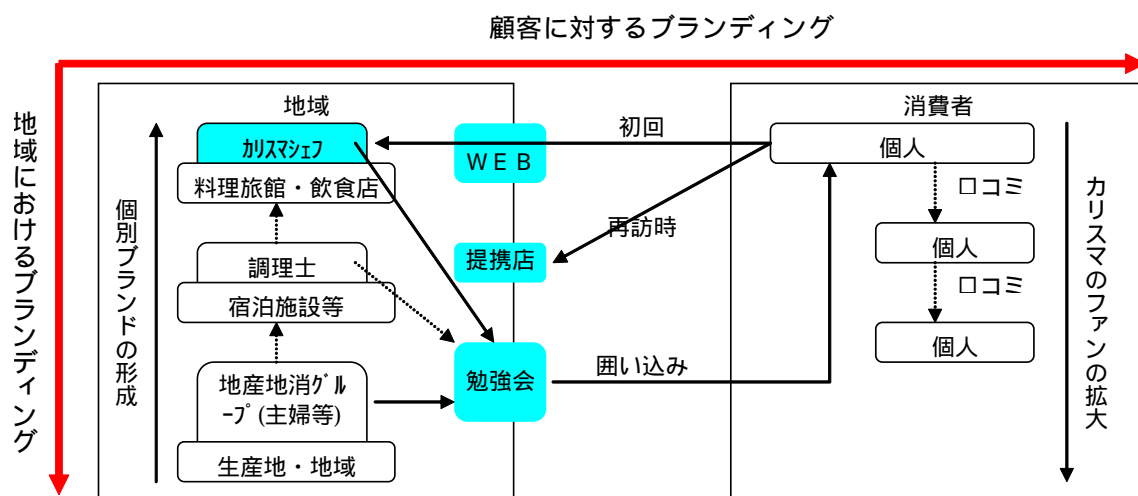 顧客に対するブランディング
地域におけるブランディング
地域
消費者
個別ブランドの形成
ｶﾘｽﾏｼｪﾌ
料理旅館・飲食店
調理士
宿泊施設等
地産地消ｸﾞﾙ
ｰﾌﾟ(主婦等)
生産地・地域
ＷＥＢ
提携店
勉強会
初回
再訪時
囲い込み
個人
口コミ
個人
口コミ
個人
カリスマのファンの拡大